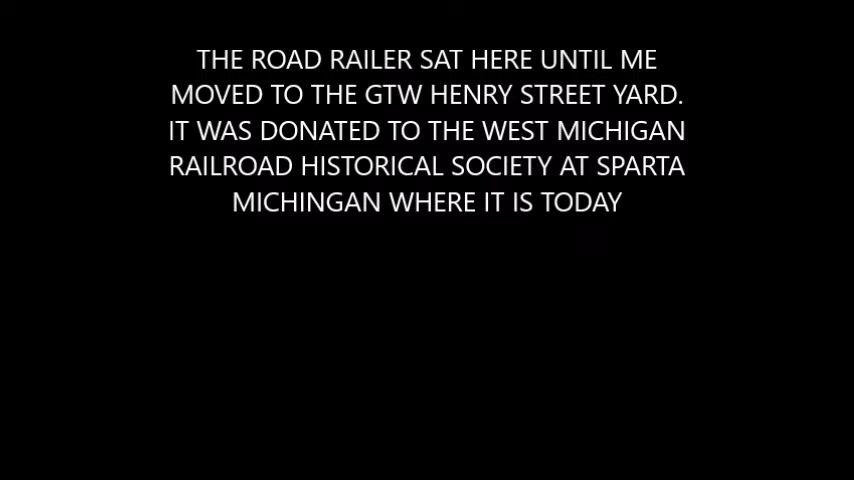 THE ROAD RAILER SAT HERE UNTIL ME
MOVED TO THE GTW HENRY STREET YARD.
IT WAS DONATED TO THE WEST MICHIGAN
RAILROAD HISTORICAL SOCIETY AT SPARTA
MICHINGAN WHERE IT IS TODAY